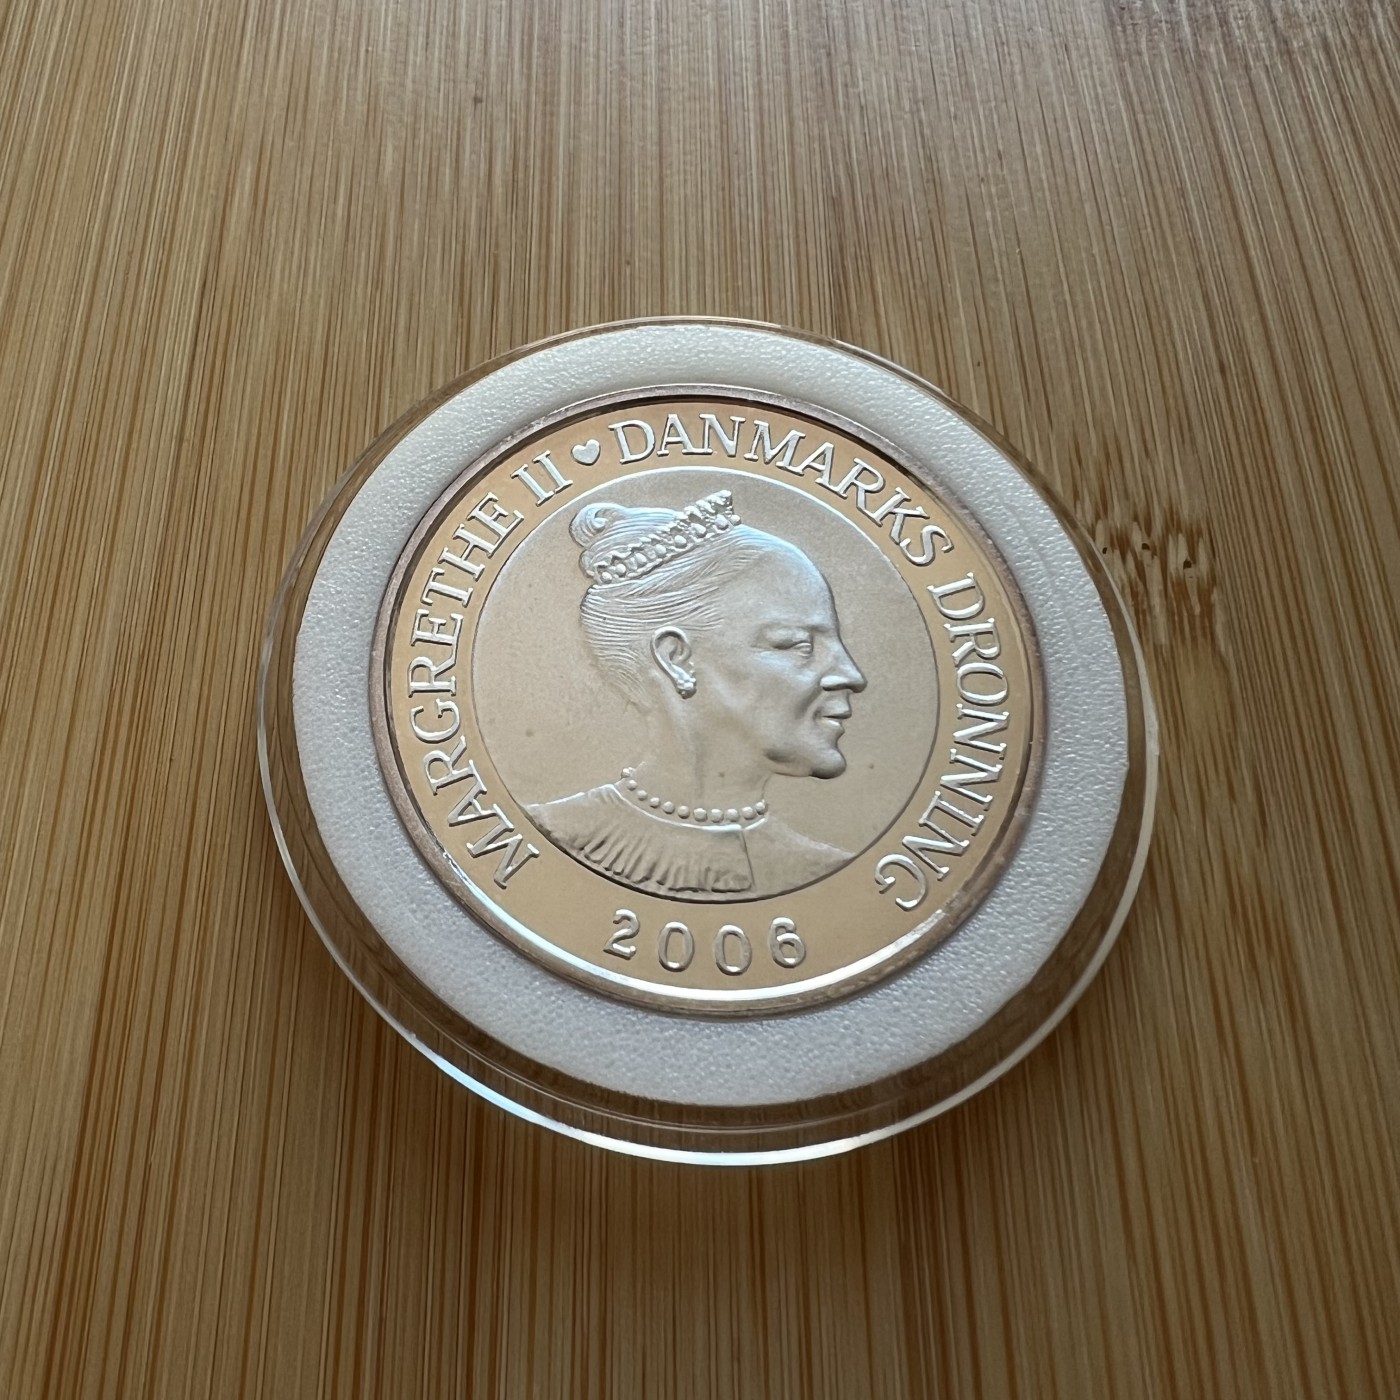 MARGRETHE II ♥ DANMARKS DRONNING
2006